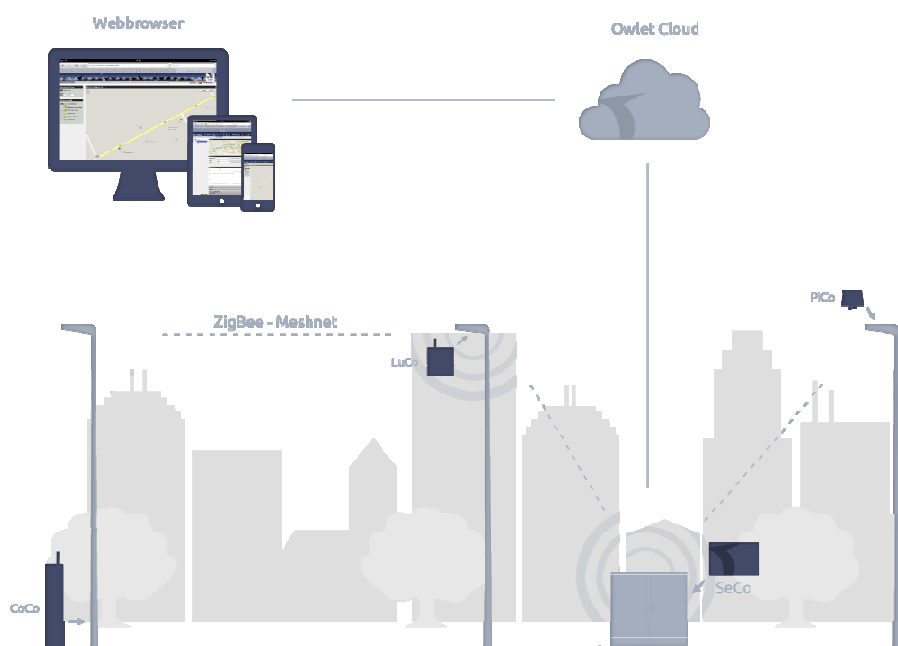 Webbrowser
Owlet Cloud
PiCo
ZigBee - Meshnet
LuCo
SeCo
CoCo